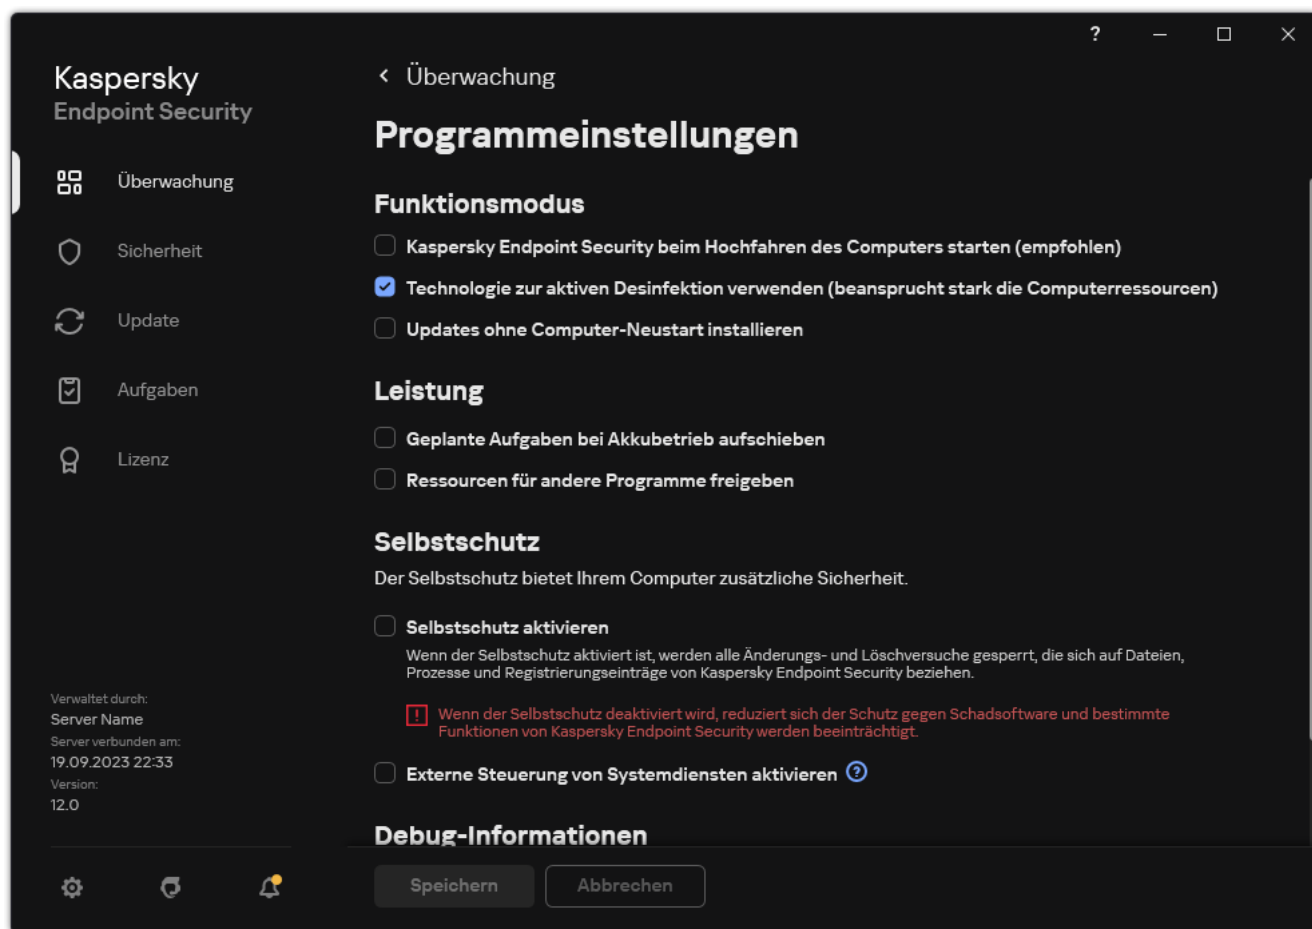 ?
Kaspersky
Endpoint Security
Überwachung
Sicherheit
Update
Aufgaben
Lizenz
Verwaltet durch:
Server Name
Server verbunden am:
19.09.2023 22:33
Version:
12.0
Überwachung
Programmeinstellungen
Funktionsmodus
Kaspersky Endpoint Security beim Hochfahren des Computers starten (empfohlen)
Technologie zur aktiven Desinfektion verwenden (beansprucht stark die Computerressourcen)
Updates ohne Computer-Neustart installieren
Leistung
Geplante Aufgaben bei Akkubetrieb aufschieben
Ressourcen für andere Programme freigeben
Selbstschutz
Der Selbstschutz bietet Ihrem Computer zusätzliche Sicherheit.
Selbstschutz aktivieren
Wenn der Selbstschutz aktiviert ist, werden alle Änderungs- und Löschversuche gesperrt, die sich auf Dateien,
Prozesse und Registrierungseinträge von Kaspersky Endpoint Security beziehen.
! Wenn der Selbstschutz deaktiviert wird, reduziert sich der Schutz gegen Schadsoftware und bestimmte
Funktionen von Kaspersky Endpoint Security werden beeinträchtigt.
Externe Steuerung von Systemdiensten aktivieren ?
Debug-Informationen
Speichern
Abbrechen